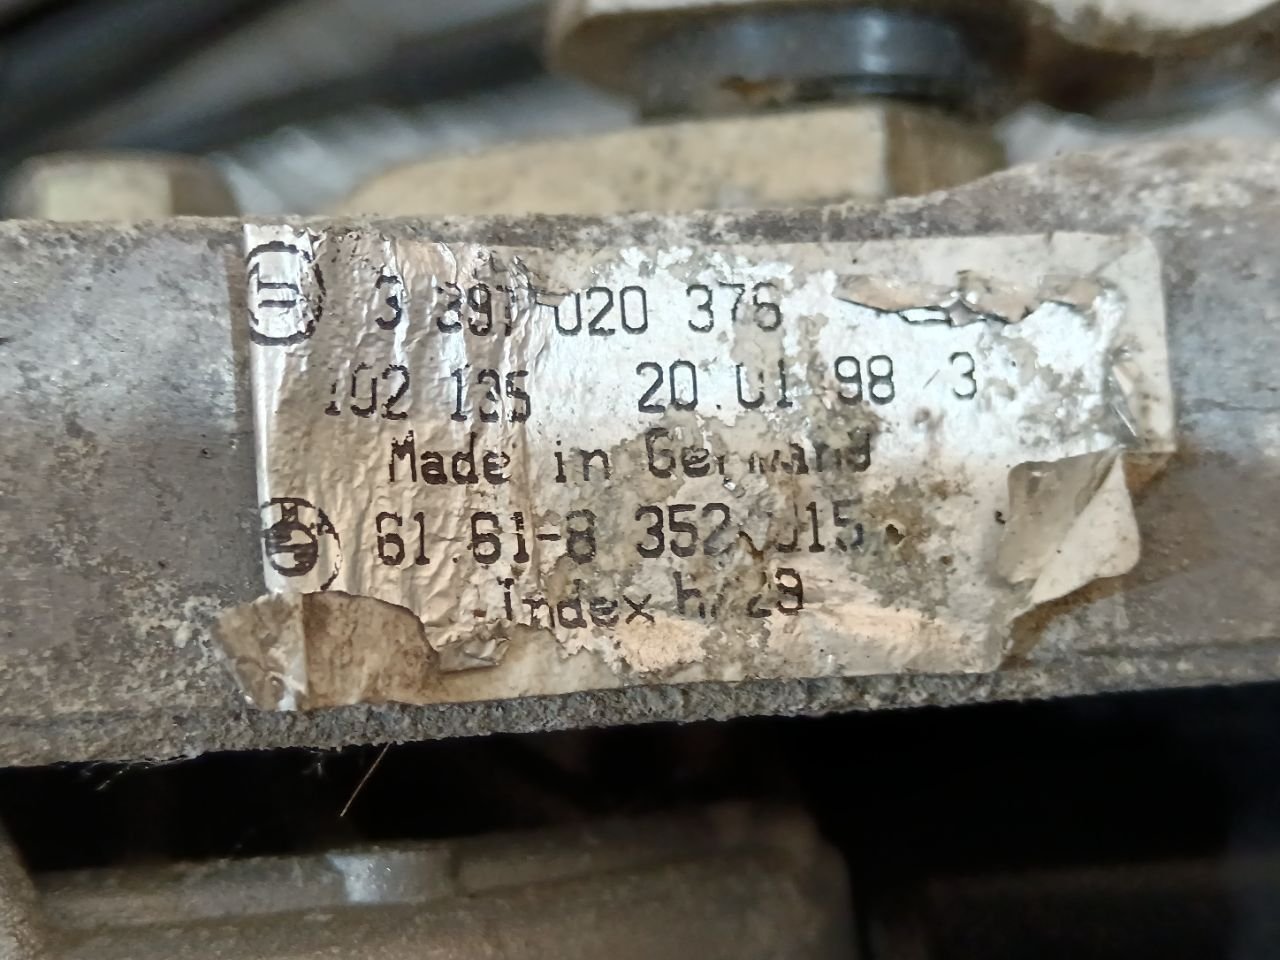 3 397 020 376
102 135 20.01 98 3
Made in Germany
61.61-8 352 015
Index h/29